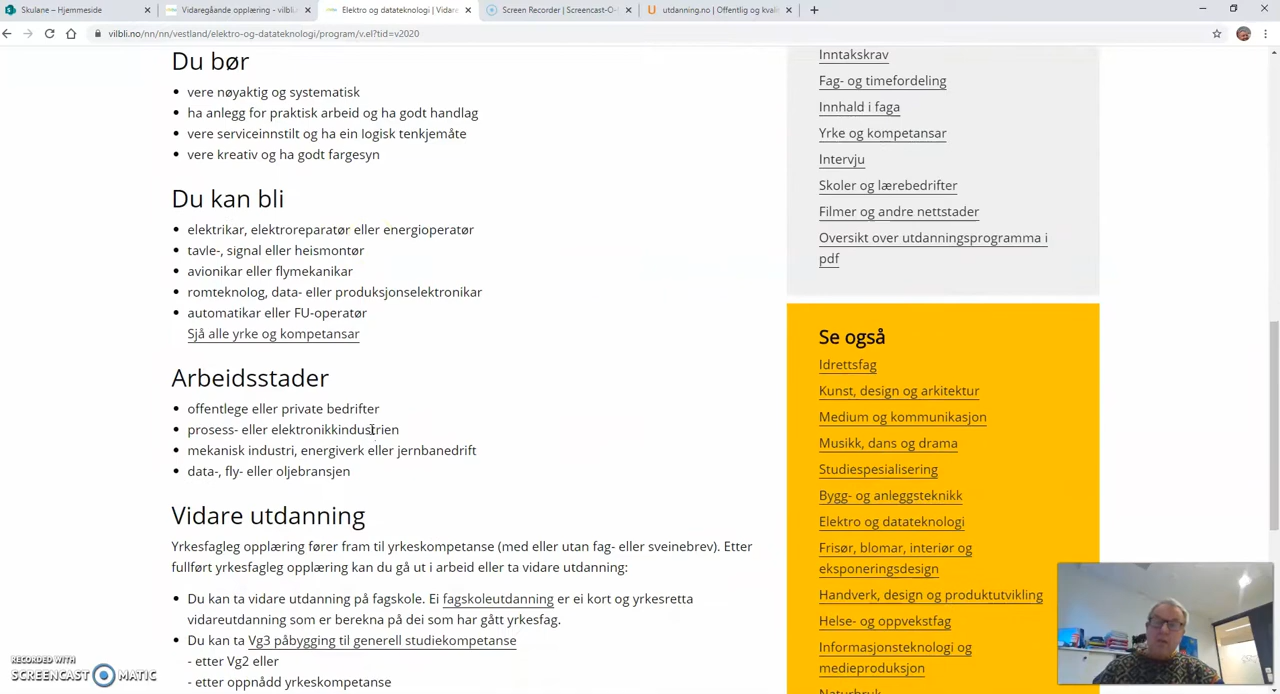 Skulane – Hjemmeside
Vidaregåande opplæring - vilbli.n
Elektro og datateknologi | Vidare
Screen Recorder | Screencast-O-
utdanning.no | Offentlig og kvali
vilbli.no/nn/nn/vestland/elektro-og-datateknologi/program/v.el?tid=v2020
Du bør
vere nøyaktig og systematisk
ha anlegg for praktisk arbeid og ha godt handlag
vere serviceinnstilt og ha ein logisk tenkjemåte
vere kreativ og ha godt fargesyn
Du kan bli
elektrikar, elektroreparatør eller energioperatør
tavle-, signal eller heismontør
avionikar eller flymekanikar
romteknolog, data- eller produksjonselektronikar
automatikar eller FU-operatør
Sjå alle yrke og kompetansar
Arbeidsstader
offentlege eller private bedrifter
prosess- eller elektronikkindustrien
mekanisk industri, energiverk eller jernbanedrift
data-, fly- eller oljebransjen
Vidare utdanning
Yrkesfagleg opplæring fører fram til yrkeskompetanse (med eller utan fag- eller sveinebrev). Etter
fullført yrkesfagleg opplæring kan du gå ut i arbeid eller ta vidare utdanning:
Du kan ta vidare utdanning på fagskole. Ei fagskoleutdanning er ei kort og yrkesretta
vidareutdanning som er berekna på dei som har gått yrkesfag.
Du kan ta Vg3 påbygging til generell studiekompetanse
- etter Vg2 eller
- etter oppnådd yrkeskompetanse
Inntakskrav
Fag- og timefordeling
Innhald i faga
Yrke og kompetansar
Intervju
Skoler og lærebedrifter
Filmer og andre nettstader
Oversikt over utdanningsprogramma i
pdf
Se også
Idrettsfag
Kunst, design og arkitektur
Medium og kommunikasjon
Musikk, dans og drama
Studiespesialisering
Bygg- og anleggsteknikk
Elektro og datateknologi
Frisør, blomar, interiør og
eksponeringsdesign
Handverk, design og produktutvikling
Helse- og oppvekstfag
Informasjonsteknologi og
medieproduksjon
Naturbruk
RECORDED WITH
SCREENCAST MATIC